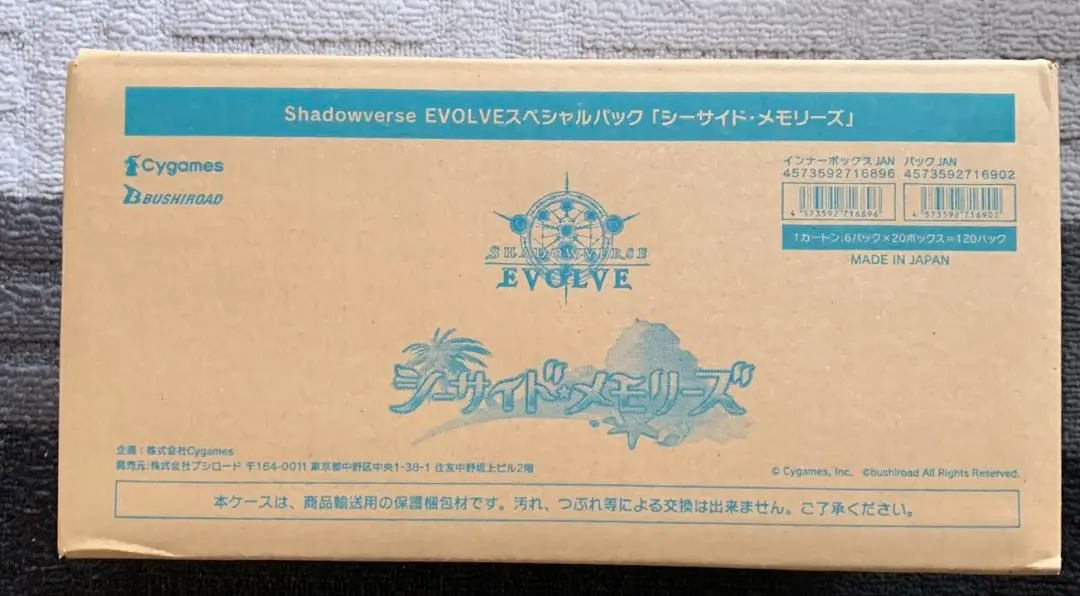 Shadowverse EVOLVEスペシャルパック「シーサイド・メモリーズ」
Cygames
BUSHIROAD
インナーボックス JAN パック JAN
4573592716896 4573592716902
4 573592 716896 4 573592 716902
1カートン:6パック×20ボックス=120パック
MADE IN JAPAN
SHADOWVERSE
EVOLVE
シーサイド・メモリーズ
企画:株式会社Cygames
発売元:株式会社ブシロード 〒164-0011 東京都中野区中央1-38-1 住友中野坂上ビル2階
© Cygames, Inc. ©bushiroad All Rights Reserved.
本ケースは、商品輸送用の保護梱包材です。汚れ、つぶれ等による交換は出来ません。ご了承ください。